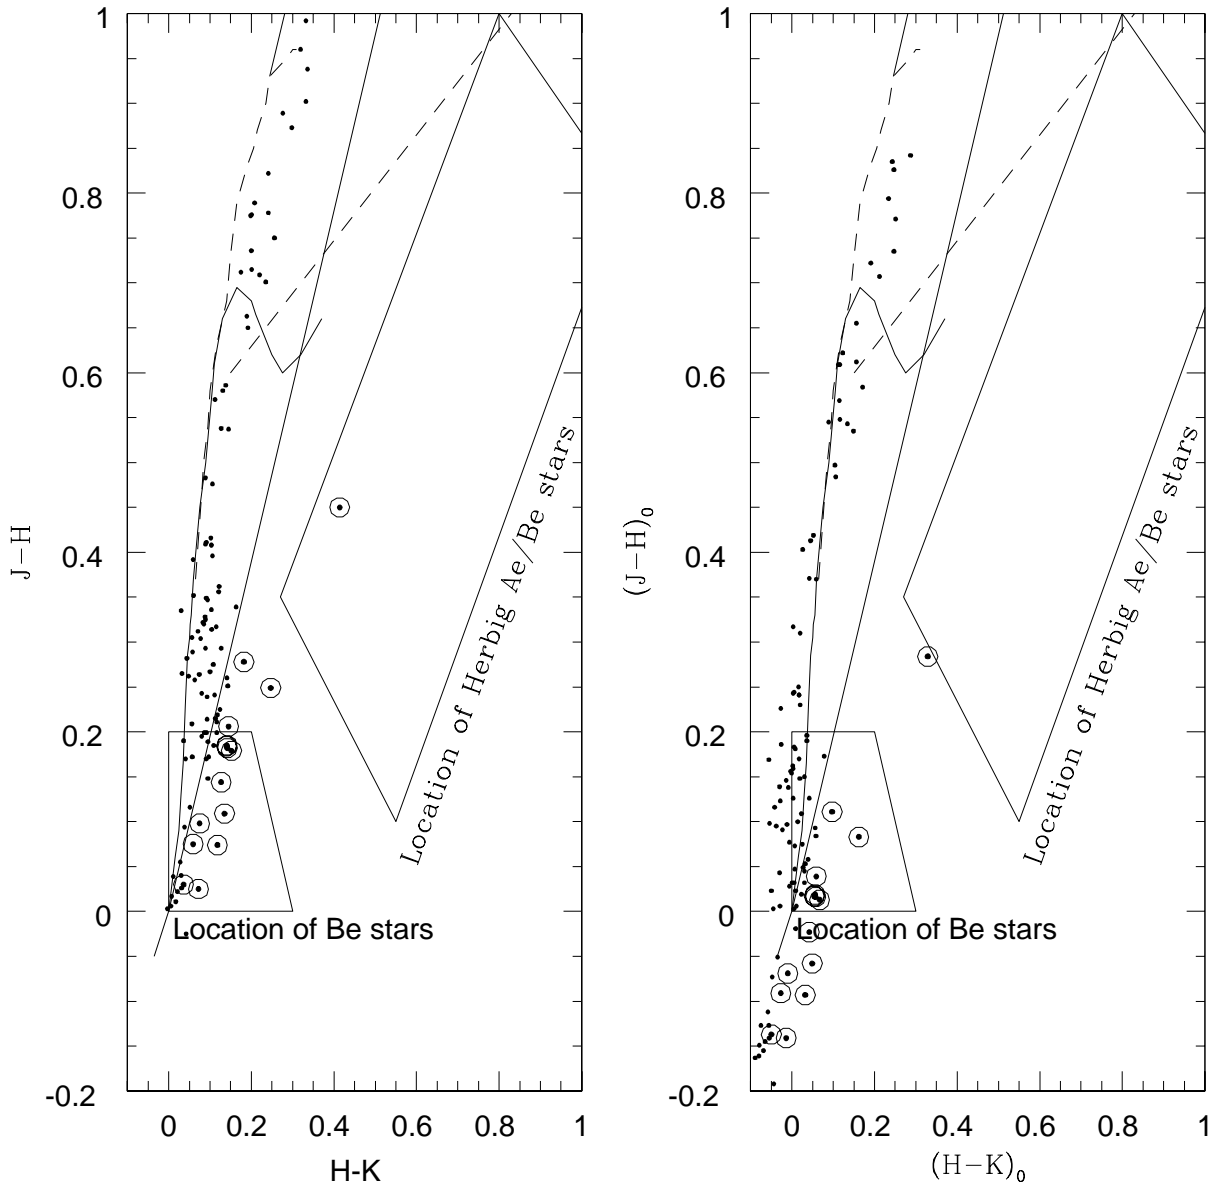 1
0.8
0.6
0.4
0.2
0
-0.2
J−H
0 0.2 0.4 0.6 0.8 1
H-K
Location of Herbig Ae/Be stars
Location of Be stars
1
0.8
0.6
0.4
0.2
0
-0.2
(J−H)₀
0 0.2 0.4 0.6 0.8 1
(H−K)₀
Location of Herbig Ae/Be stars
Location of Be stars